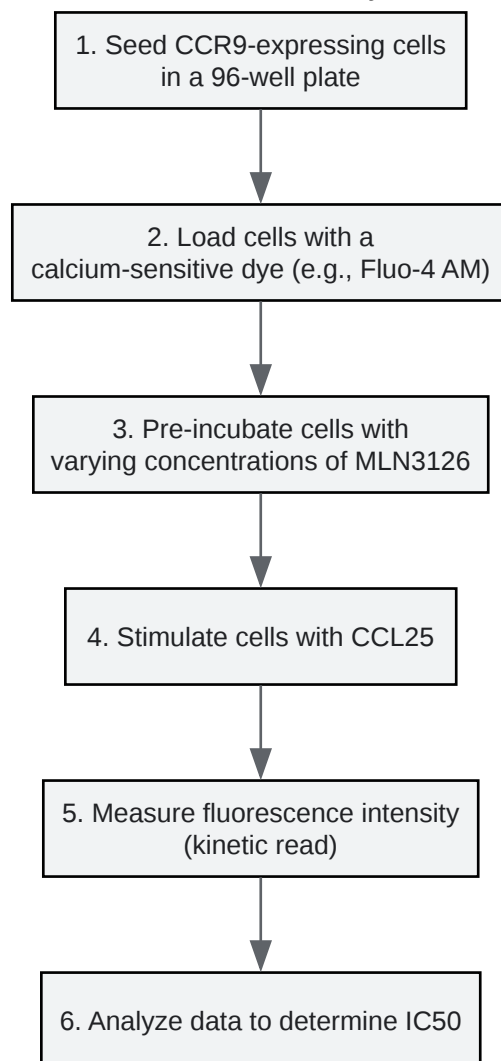 1. Seed CCR9-expressing cells
in a 96-well plate
2. Load cells with a
calcium-sensitive dye (e.g., Fluo-4 AM)
3. Pre-incubate cells with
varying concentrations of MLN3126
4. Stimulate cells with CCL25
5. Measure fluorescence intensity
(kinetic read)
6. Analyze data to determine IC50